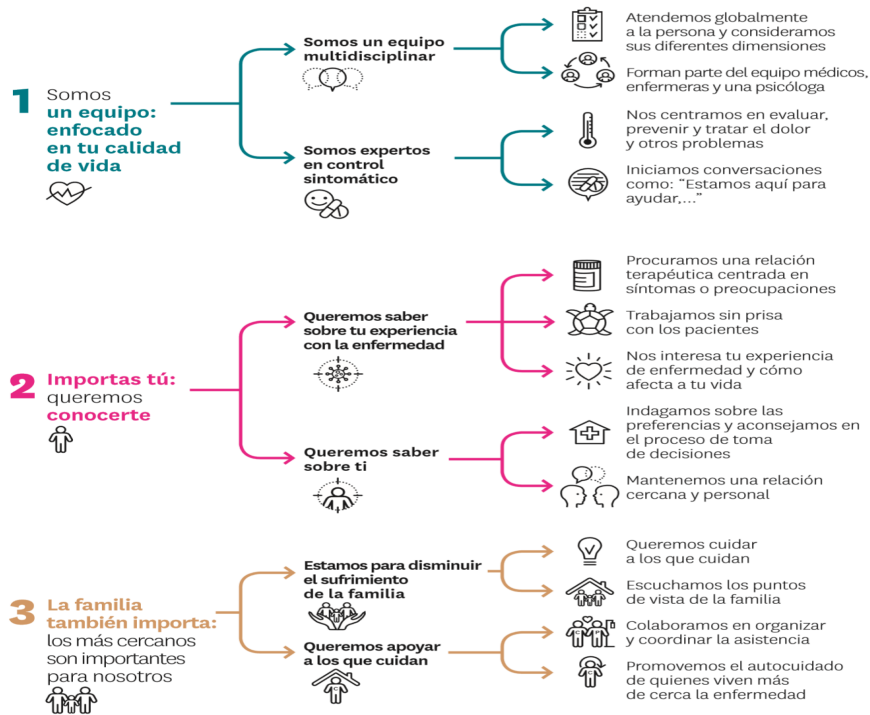 1
Somos
un equipo:
enfocado
en tu calidad
de vida
Somos un equipo
multidisciplinar
Atendemos globalmente
a la persona y consideramos
sus diferentes dimensiones
Forman parte del equipo médicos,
enfermeras y una psicóloga
Somos expertos
en control
sintomático
Nos centramos en evaluar,
prevenir y tratar el dolor
y otros problemas
Iniciamos conversaciones
como: “Estamos aquí para
ayudar,...”
2
Importas tú:
queremos
conocerte
Queremos saber
sobre tu experiencia
con la enfermedad
Procuramos una relación
terapéutica centrada en
síntomas o preocupaciones
Trabajamos sin prisa
con los pacientes
Nos interesa tu experiencia
de enfermedad y cómo
afecta a tu vida
Queremos saber
sobre ti
Indagamos sobre las
preferencias y aconsejamos en
el proceso de toma
de decisiones
Mantenemos una relación
cercana y personal
3
La familia
también importa:
los más cercanos
son importantes
para nosotros
Estamos para disminuir
el sufrimiento
de la familia
Queremos cuidar
a los que cuidan
Escuchamos los puntos
de vista de la familia
Queremos apoyar
a los que cuidan
C
Colaboramos en organizar
y coordinar la asistencia
C P
Promovemos el autocuidado
de quienes viven más
de cerca la enfermedad
C